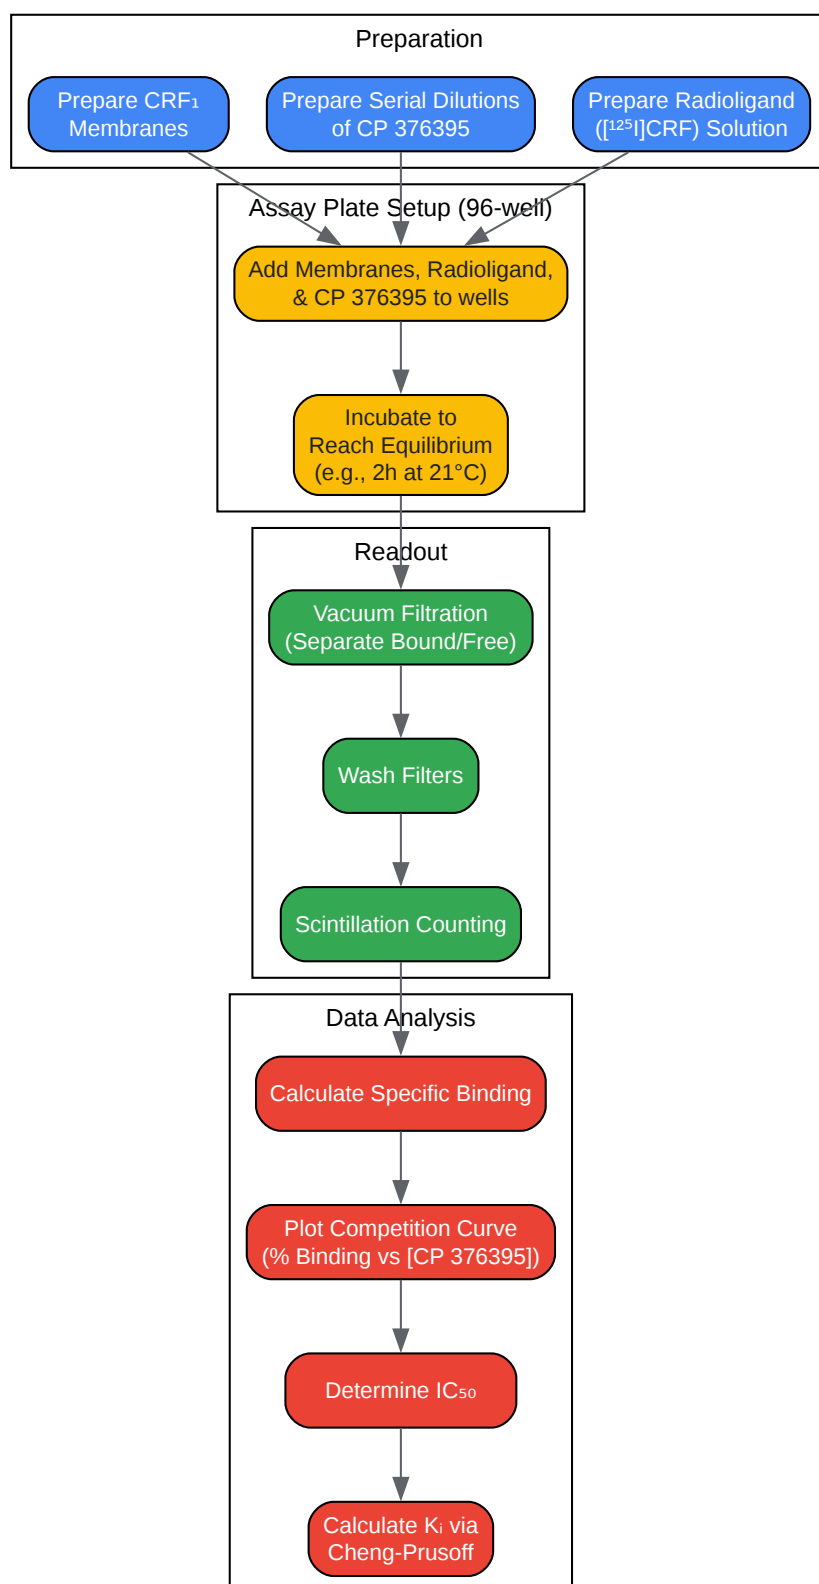 Preparation
Prepare CRF₁
Membranes
Prepare Serial Dilutions
of CP 376395
Prepare Radioligand
([¹²⁵I]CRF) Solution
Assay Plate Setup (96-well)
Add Membranes, Radioligand,
& CP 376395 to wells
Incubate to
Reach Equilibrium
(e.g., 2h at 21°C)
Readout
Vacuum Filtration
(Separate Bound/Free)
Wash Filters
Scintillation Counting
Data Analysis
Calculate Specific Binding
Plot Competition Curve
(% Binding vs [CP 376395])
Determine IC₅₀
Calculate Kᵢ via
Cheng-Prusoff